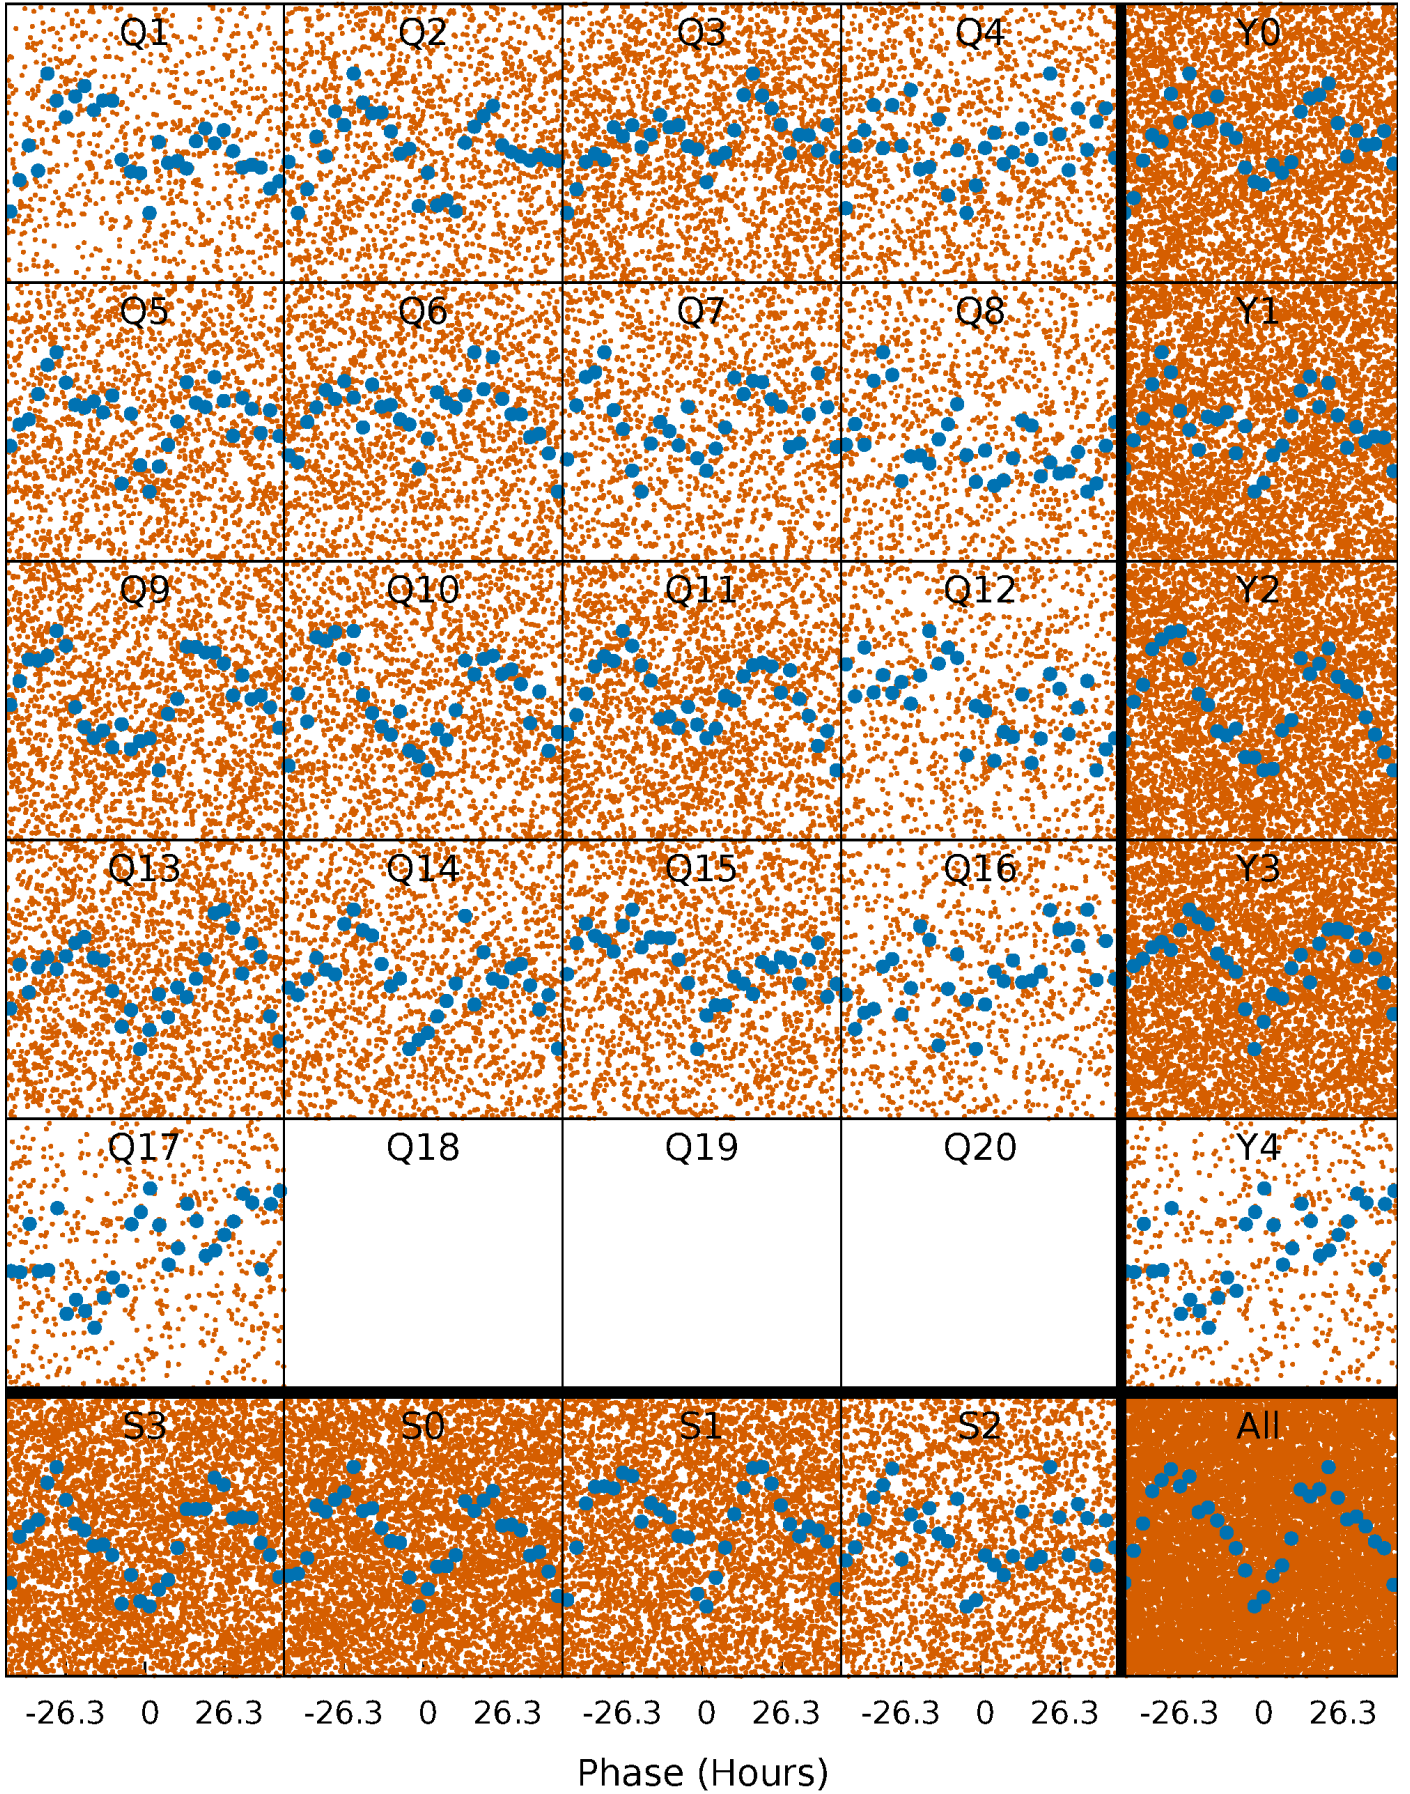 Q1 Q2 Q3 Q4 Y0
Q5 Q6 Q7 Q8 Y1
Q9 Q10 Q11 Q12 Y2
Q13 Q14 Q15 Q16 Y3
Q17 Q18 Q19 Q20 Y4
S3 S0 S1 S2 All
-26.3 0 26.3 -26.3 0 26.3 -26.3 0 26.3 -26.3 0 26.3 -26.3 0 26.3
Phase (Hours)